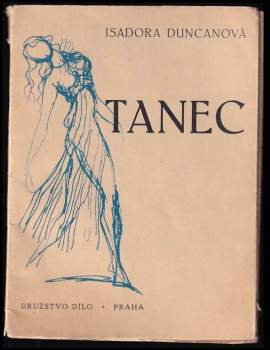 ISADORA DUNCANOVÁ
TANEC
DRUŽSTVO DÍLO • PRAHA